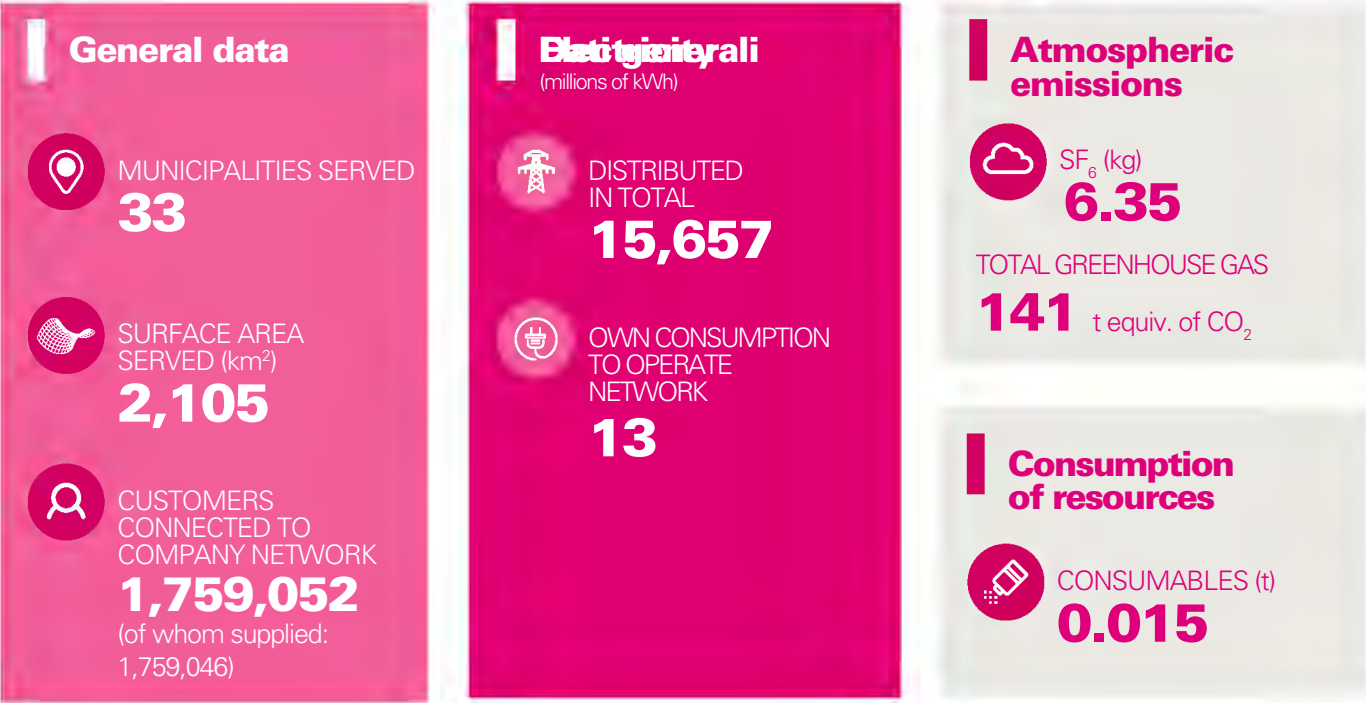 General data
MUNICIPALITIES SERVED
33
SURFACE AREA
SERVED (km²)
2,105
CUSTOMERS
CONNECTED TO
COMPANY NETWORK
1,759,052
(of whom supplied:
1,759,046)
(millions of kWh)
DISTRIBUTED
IN TOTAL
15,657
OWN CONSUMPTION
TO OPERATE
NETWORK
13
Atmospheric
emissions
SF₆ (kg)
6.35
TOTAL GREENHOUSE GAS
141 t equiv. of CO₂
Consumption
of resources
CONSUMABLES (t)
0.015